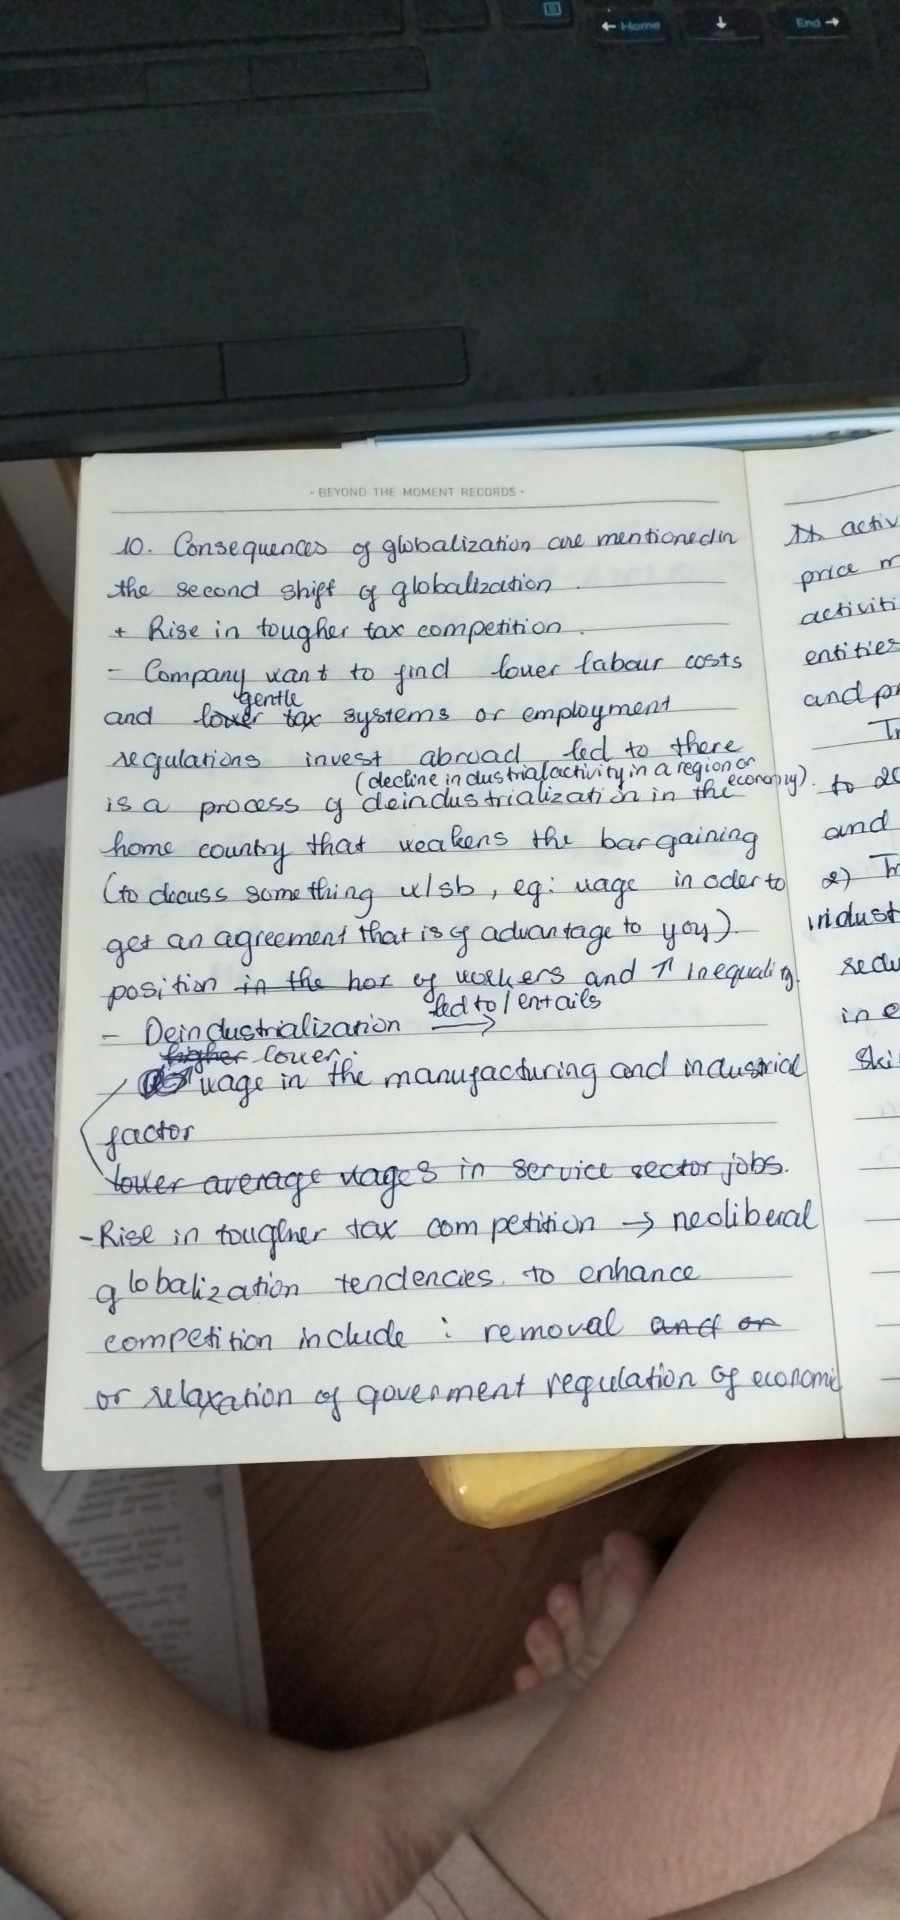 ← Home
↓
End →
- BEYOND THE MOMENT RECORDS -
10. Consequences of globalization are mentioned in
the second shift of globalization
+ Rise in tougher tax competition.
- Company want to find lower labour costs
gentle
and lower tax systems or employment
regulations invest abroad led to there
(decline industrial activity in a region or economy).
is a process of deindustrialization in the
home country that weakens the bargaining
(to dicuss something w/sb, eg: wage in oder to
get an agreement that is of advantage to you)
position in the hor of workers and ↑ inequality.
led to / entails
- Deindustrialization →
higher lower
wage in the manufacturing and industrial
factor
lower average wages in service sector jobs.
- Rise in tougher tax competition → neoliberal
globalization tendencies to enhance
competition include : removal and or
or relaxation of goverment regulation of economic
activ
price m
activiti
entities
and pr
to 20
and
2)
indust
redu
in e
ski